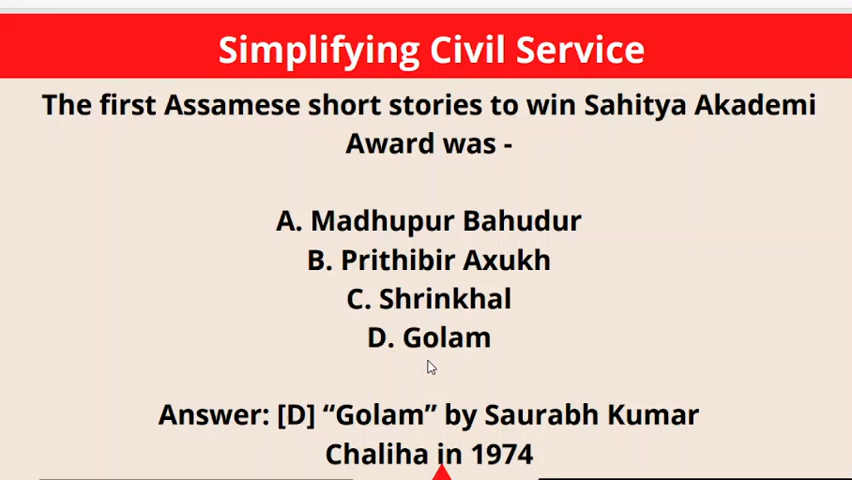 Simplifying Civil Service
The first Assamese short stories to win Sahitya Akademi
Award was -
A. Madhupur Bahudur
B. Prithibir Axukh
C. Shrinkhal
D. Golam
Answer: [D] “Golam” by Saurabh Kumar
Chaliha in 1974